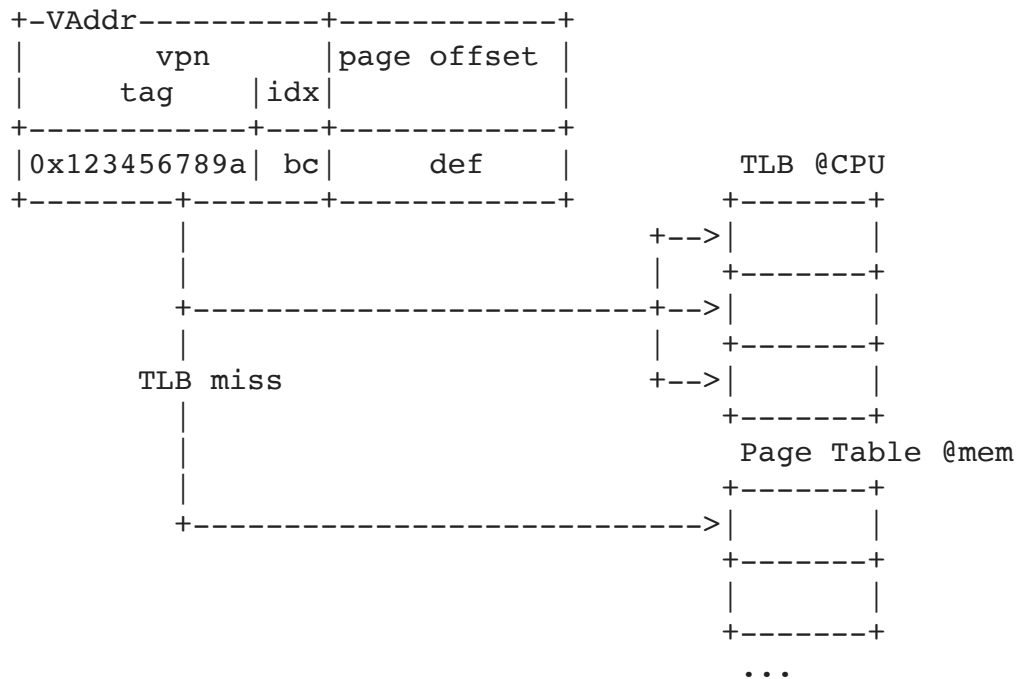 +-VAddr----------+------------+
|      vpn       |page offset |
|    tag     |idx|            |
+------------+---+------------+
|0x123456789a| bc|    def     |         TLB @CPU
+--------+-------+------------+        +-------+
         |                         +-->|       |
         |                         |   +-------+
         +-------------------------+-->|       |
         |                         |   +-------+
       TLB miss                    +-->|       |
         |                             +-------+
         |                              Page Table @mem
         |                             +-------+
         +---------------------------->|       |
                                       +-------+
                                       |       |
                                       +-------+
                                        ...